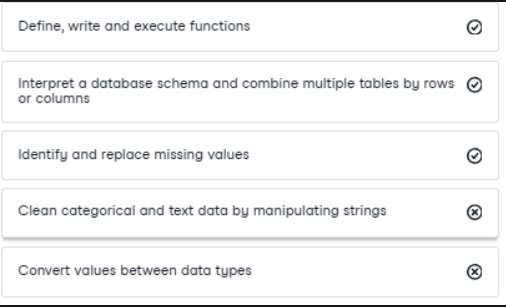 Define, write and execute functions
Interpret a database schema and combine multiple tables by rows
or columns
Identify and replace missing values
Clean categorical and text data by manipulating strings
Convert values between data types